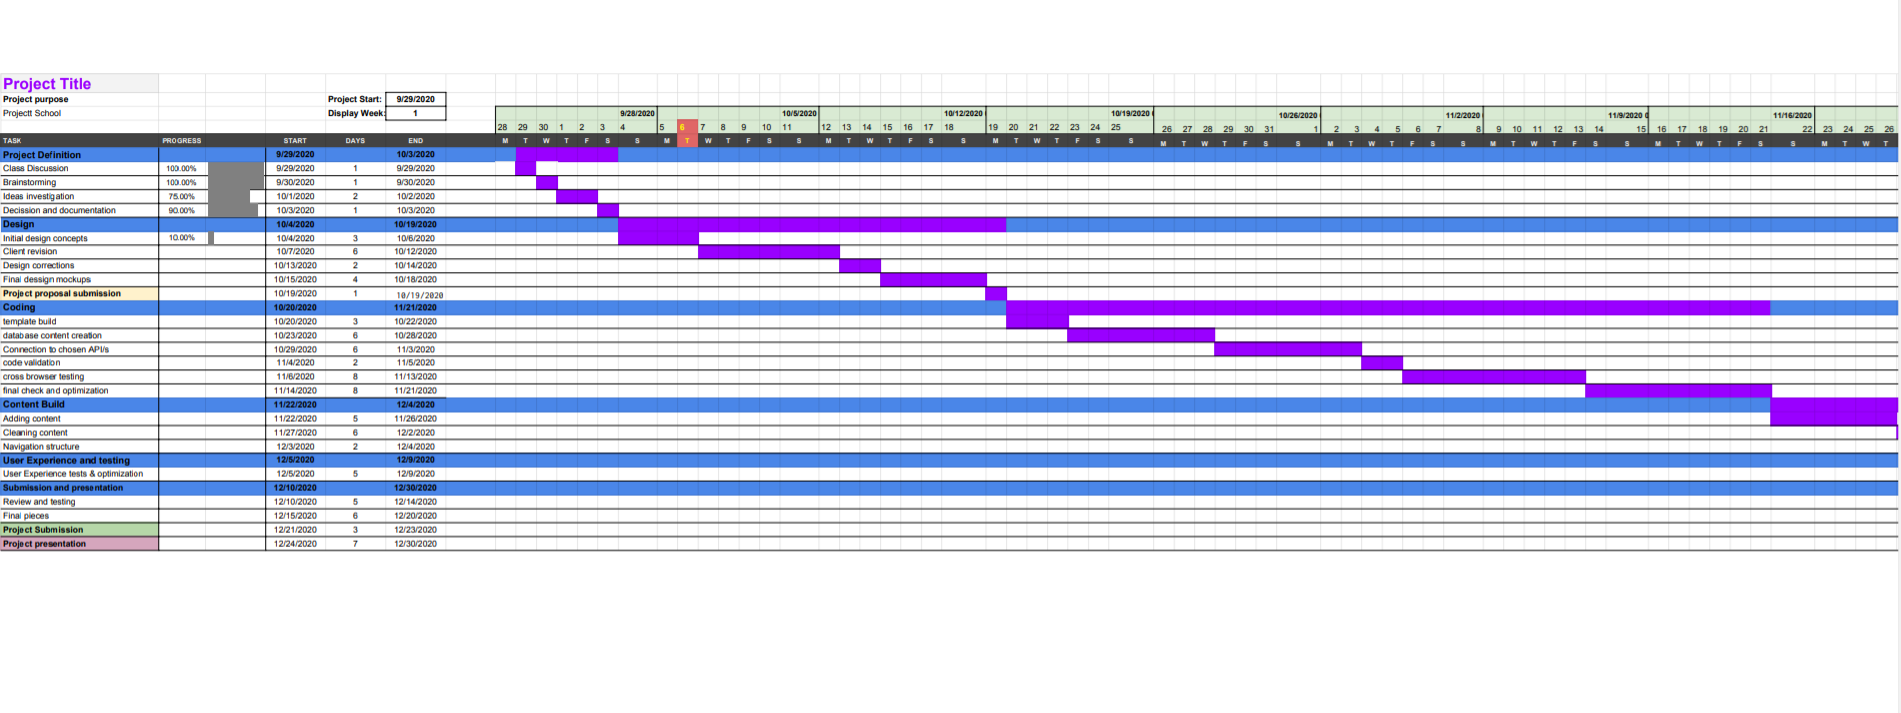 Project Title
Project purpose Project Start: 9/29/2020
Projectt School Display Week: 1 9/28/2020 10/5/2020 10/12/2020 10/19/2020 10/26/2020 11/2/2020 11/9/2020 11/16/2020
28 29 30 1 2 3 4 5 6 7 8 9 10 11 12 13 14 15 16 17 18 19 20 21 22 23 24 25 26 27 28 29 30 31 1 2 3 4 5 6 7 8 9 10 11 12 13 14 15 16 17 18 19 20 21 22 23 24 25 26
TASK PROGRESS START DAYS END M T W T F S S M T W T F S S M T W T F S S M T W T F S S M T W T F S S M T W T F S S M T W T F S S M T W T F S S M T W T
Project Definition 9/29/2020 10/3/2020
Class Discussion 100.00% 9/29/2020 1 9/29/2020
Brainstorming 100.00% 9/30/2020 1 9/30/2020
Ideas investigation 75.00% 10/1/2020 2 10/2/2020
Decission and documentation 90.00% 10/3/2020 1 10/3/2020
Design 10/4/2020 10/19/2020
Initial design concepts 10.00% 10/4/2020 3 10/6/2020
Client revision 10/7/2020 6 10/12/2020
Design corrections 10/13/2020 2 10/14/2020
Final dessign mockups 10/15/2020 4 10/18/2020
Project proposal submission 10/19/2020 1 10/19/2020
Coding 10/20/2020 11/21/2020
template build 10/20/2020 3 10/22/2020
database content creation 10/23/2020 6 10/28/2020
Connection to chosen API/s 10/29/2020 6 11/3/2020
code validation 11/4/2020 2 11/5/2020
cross browser testing 11/6/2020 8 11/13/2020
final check and optimization 11/14/2020 8 11/21/2020
Content Build 11/22/2020 12/4/2020
Adding content 11/22/2020 5 11/26/2020
Cleaning content 11/27/2020 6 12/2/2020
Navigation structure 12/3/2020 2 12/4/2020
User Experience and testing 12/5/2020 12/9/2020
User Experience tests & optimization 12/5/2020 5 12/9/2020
Submission and presentation 12/10/2020 12/30/2020
Review and testing 12/10/2020 5 12/14/2020
Final pieces 12/15/2020 6 12/20/2020
Project Submission 12/21/2020 3 12/23/2020
Project presentation 12/24/2020 7 12/30/2020